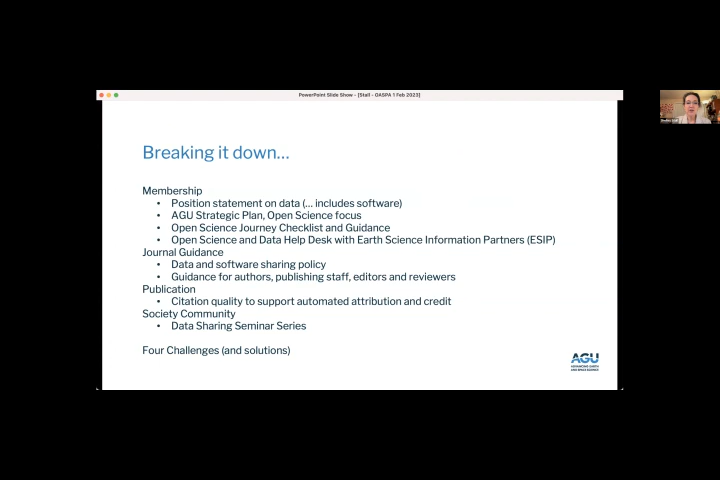 PowerPoint Slide Show - [Stall - OASPA 1 Feb 2023]
Breaking it down...
Membership
• Position statement on data (... includes software)
• AGU Strategic Plan, Open Science focus
• Open Science Journey Checklist and Guidance
• Open Science and Data Help Desk with Earth Science Information Partners (ESIP)
Journal Guidance
• Data and software sharing policy
• Guidance for authors, publishing staff, editors and reviewers
Publication
• Citation quality to support automated attribution and credit
Society Community
• Data Sharing Seminar Series
Four Challenges (and solutions)
AGU
ADVANCING EARTH
AND SPACE SCIENCE